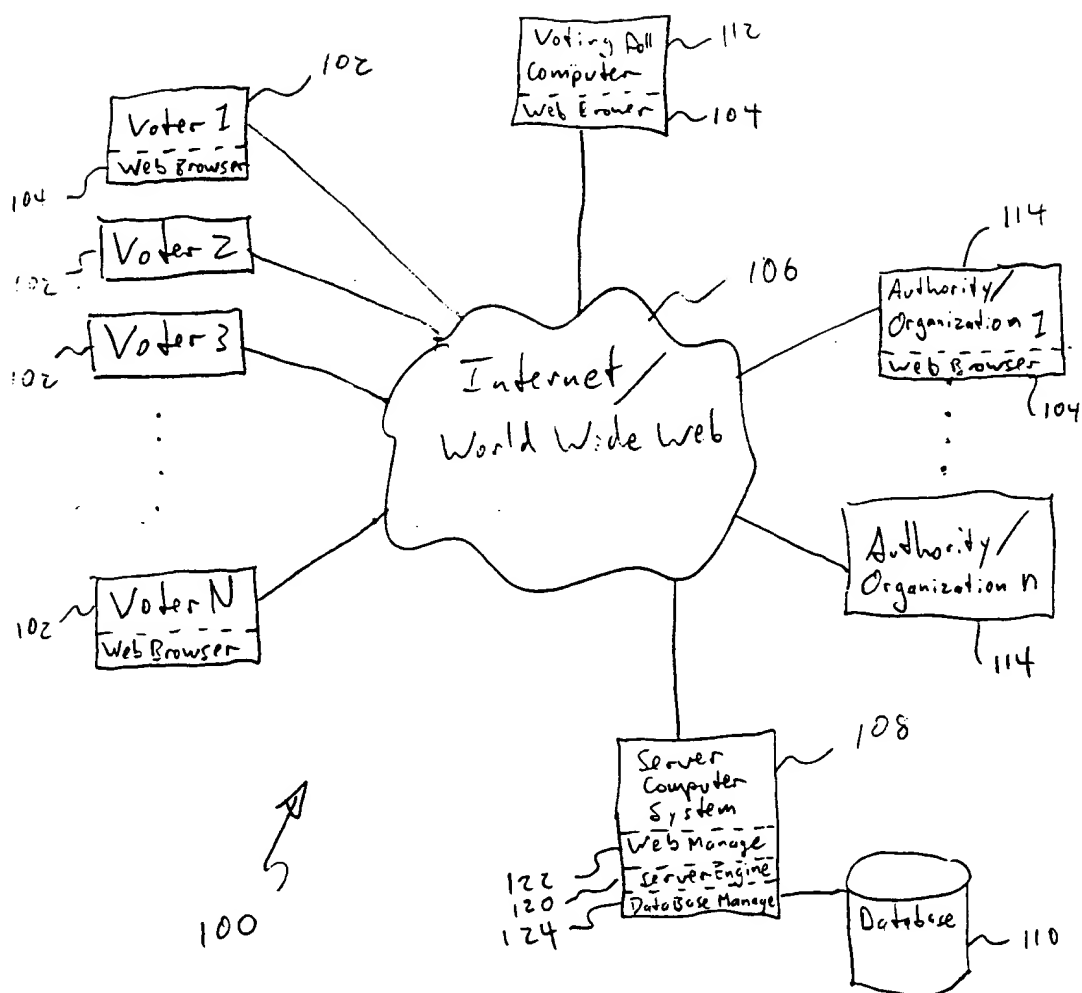 Voting Poll
Computer
Web Erower
112
104
102
Voter 1
Web Browser
104
Voter 2
102
Voter 3
102
Voter N
Web Browser
102
106
Internet/
World Wide Web
114
Authority/
Organization 1
Web Browser
104
Authority/
Organization n
114
108
Server
Computer
System
Web Manage
Server Engine
DataBase Manage
122
120
124
Database
110
100